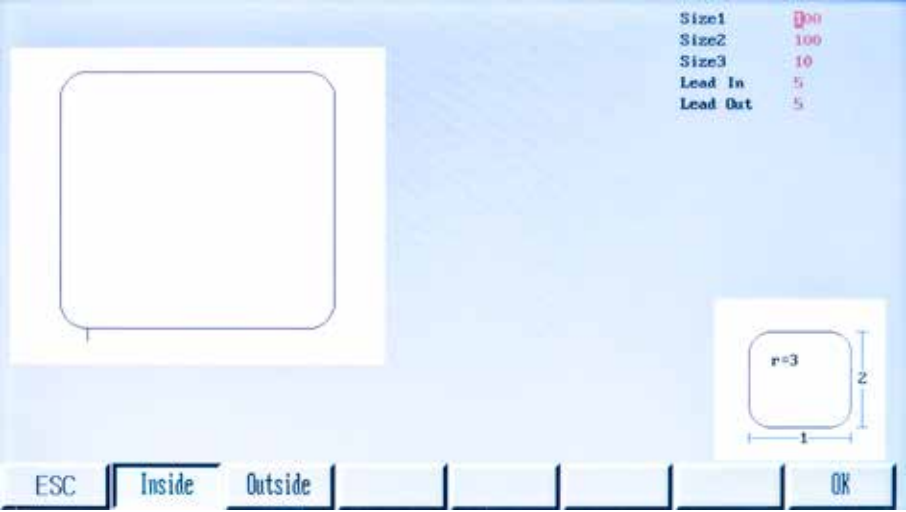 Size1 100
Size2 100
Size3 10
Lead In 5
Lead Out 5
r=3
2
1
ESC Inside Outside OK